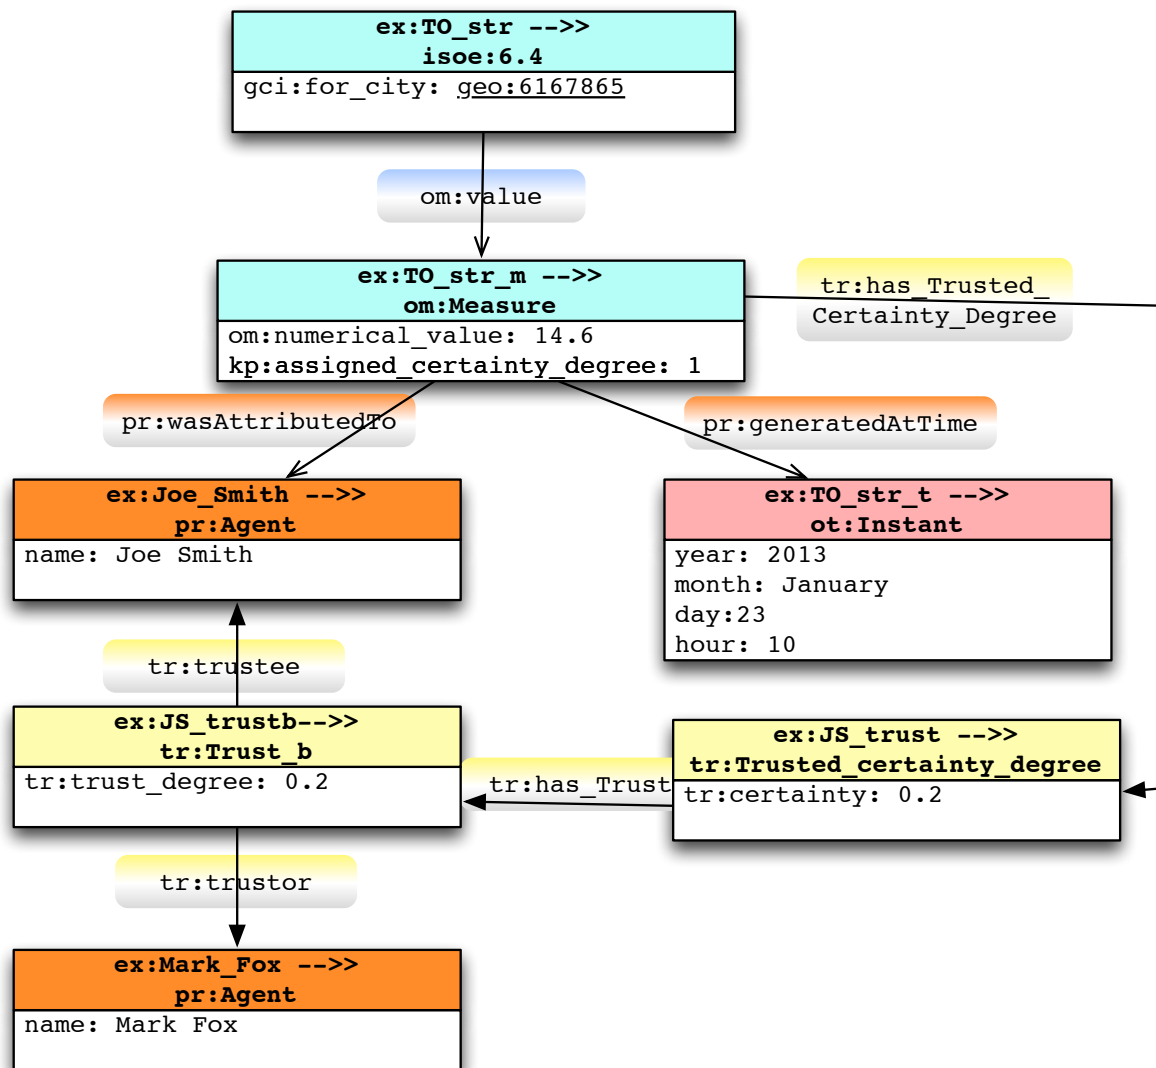 ex:TO_str -->>
isoe:6.4
gci:for_city: geo:6167865
om:value
ex:TO_str_m -->>
om:Measure
om:numerical_value: 14.6
kp:assigned_certainty_degree: 1
tr:has_Trusted_
Certainty_Degree
pr:wasAttributedTo
pr:generatedAtTime
ex:Joe_Smith -->>
pr:Agent
name: Joe Smith
ex:TO_str_t -->>
ot:Instant
year: 2013
month: January
day:23
hour: 10
tr:trustee
ex:JS_trustb-->>
tr:Trust_b
tr:trust_degree: 0.2
tr:has_Trust
ex:JS_trust -->>
tr:Trusted_certainty_degree
tr:certainty: 0.2
tr:trustor
ex:Mark_Fox -->>
pr:Agent
name: Mark Fox